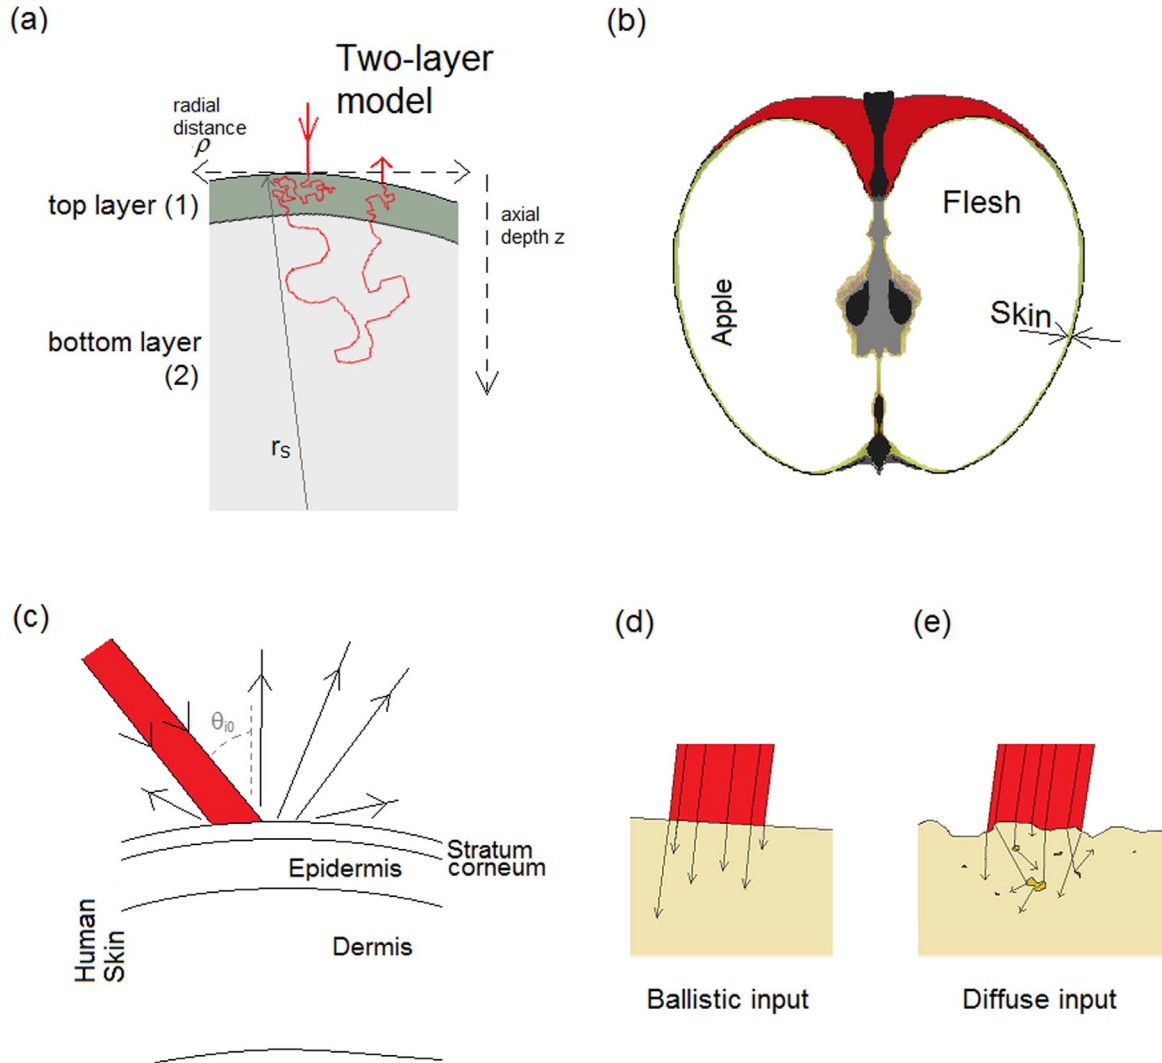 (a)
Two-layer
model
radial
distance
ρ
top layer (1)
axial
depth z
bottom layer
(2)
rS
(b)
Flesh
Apple
Skin
(c)
θi0
Stratum
corneum
Epidermis
Dermis
Human
Skin
(d)
Ballistic input
(e)
Diffuse input